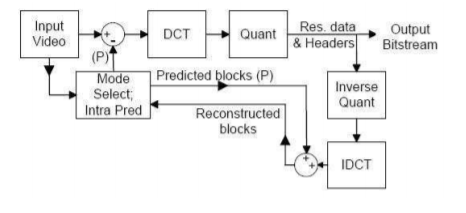 Input
Video
+
-
(P)
DCT
Quant
Res. data
& Headers
Output
Bitstream
Mode
Select;
Intra Pred
Predicted blocks (P)
Reconstructed
blocks
Inverse
Quant
+
+
IDCT